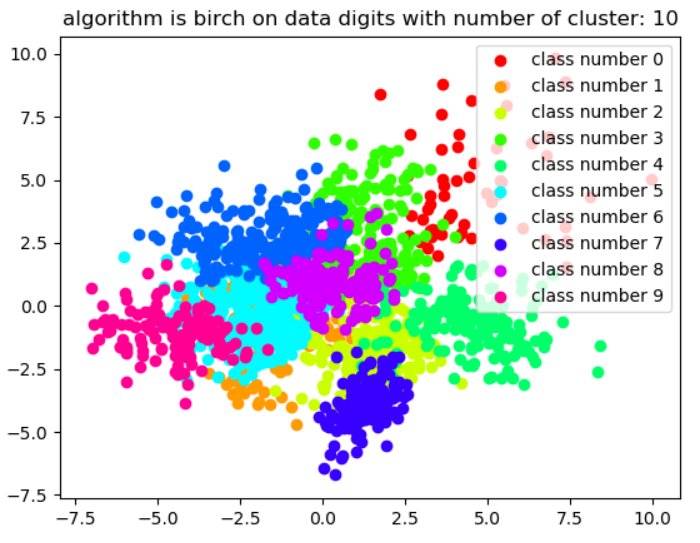 algorithm is birch on data digits with number of cluster: 10
10.0
7.5
5.0
2.5
0.0
−2.5
−5.0
−7.5
class number 0
class number 1
class number 2
class number 3
class number 4
class number 5
class number 6
class number 7
class number 8
class number 9
−7.5 −5.0 −2.5 0.0 2.5 5.0 7.5 10.0